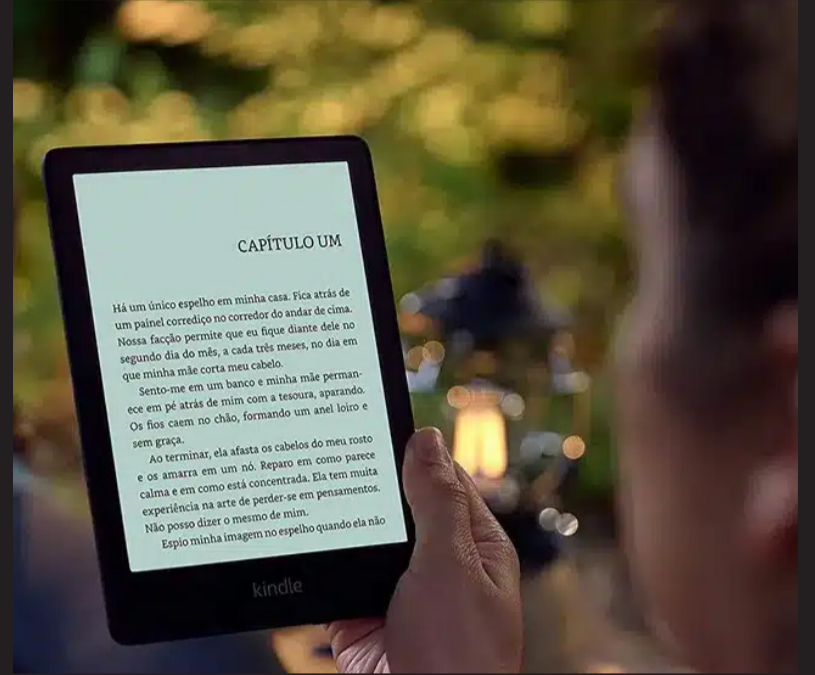 CAPÍTULO UM
Há um único espelho em minha casa. Fica atrás de
um painel corrediço no corredor do andar de cima.
Nossa facção permite que eu fique diante dele no
segundo dia do mês, a cada três meses, no dia em
que minha mãe corta meu cabelo.
Sento-me em um banco e minha mãe perman-
ece em pé atrás de mim com a tesoura, aparando.
Os fios caem no chão, formando um anel loiro e
sem graça.
Ao terminar, ela afasta os cabelos do meu rosto
e os amarra em um nó. Reparo em como parece
calma e em como está concentrada. Ela tem muita
experiência na arte de perder-se em pensamentos.
Não posso dizer o mesmo de mim.
Espio minha imagem no espelho quando ela não
kindle